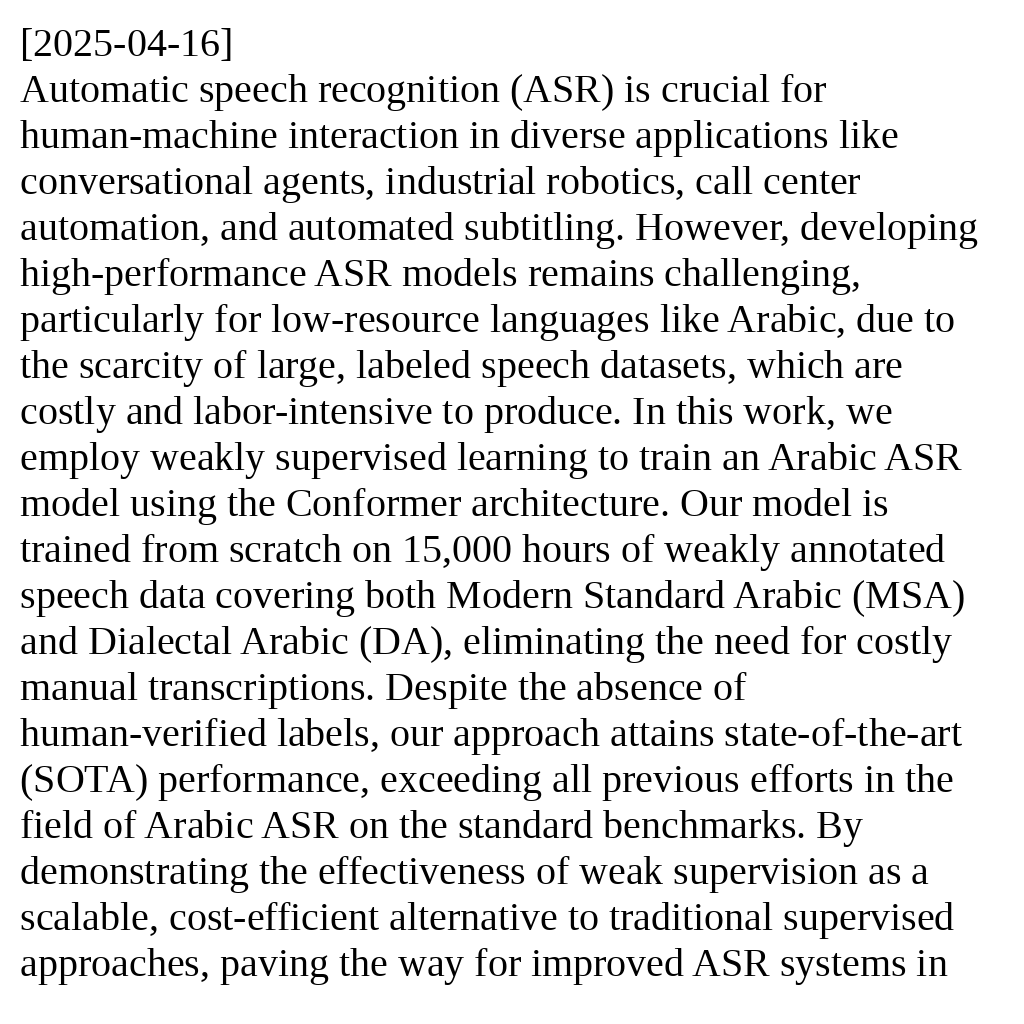 [2025-04-16]
Automatic speech recognition (ASR) is crucial for
human-machine interaction in diverse applications like
conversational agents, industrial robotics, call center
automation, and automated subtitling. However, developing
high-performance ASR models remains challenging,
particularly for low-resource languages like Arabic, due to
the scarcity of large, labeled speech datasets, which are
costly and labor-intensive to produce. In this work, we
employ weakly supervised learning to train an Arabic ASR
model using the Conformer architecture. Our model is
trained from scratch on 15,000 hours of weakly annotated
speech data covering both Modern Standard Arabic (MSA)
and Dialectal Arabic (DA), eliminating the need for costly
manual transcriptions. Despite the absence of
human-verified labels, our approach attains state-of-the-art
(SOTA) performance, exceeding all previous efforts in the
field of Arabic ASR on the standard benchmarks. By
demonstrating the effectiveness of weak supervision as a
scalable, cost-efficient alternative to traditional supervised
approaches, paving the way for improved ASR systems in